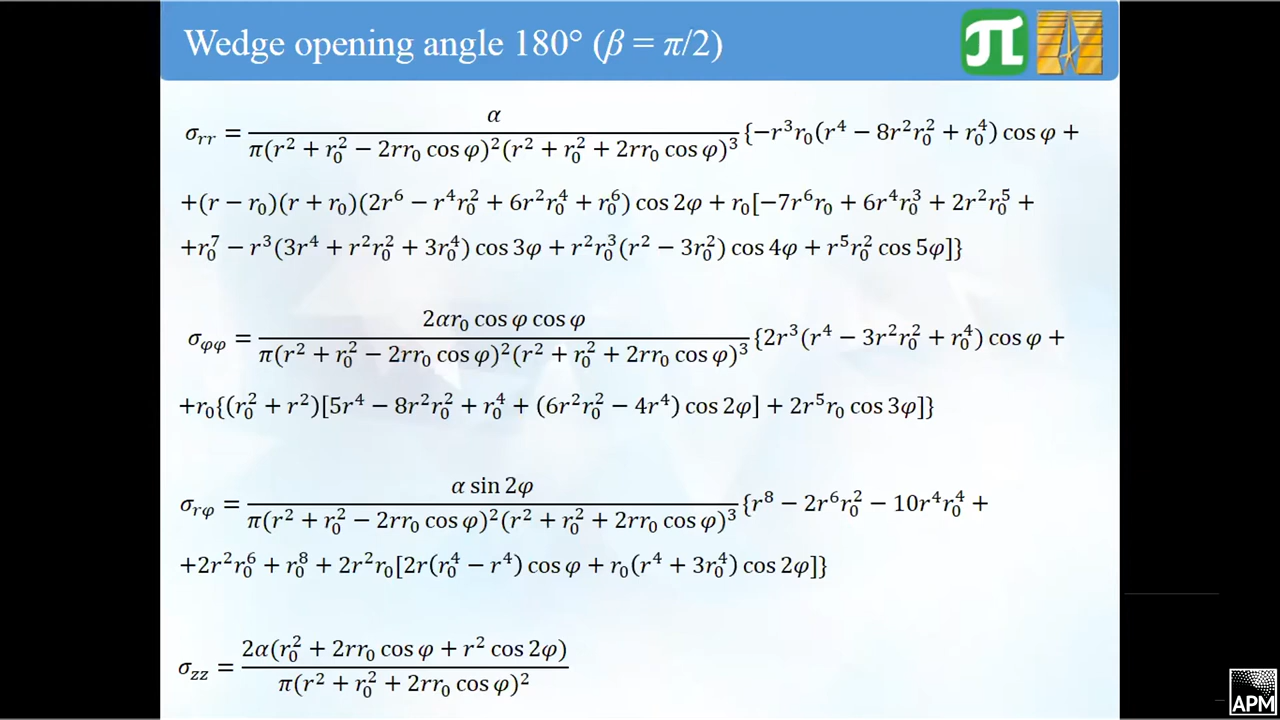 Wedge opening angle 180° (β = π/2)
σ_rr = α / π(r² + r₀² − 2rr₀ cos φ)²(r² + r₀² + 2rr₀ cos φ)³ {−r³r₀(r⁴ − 8r²r₀² + r₀⁴) cos φ +
+(r − r₀)(r + r₀)(2r⁶ − r⁴r₀² + 6r²r₀⁴ + r₀⁶) cos 2φ + r₀[−7r⁶r₀ + 6r⁴r₀³ + 2r²r₀⁵ +
+r₀⁷ − r³(3r⁴ + r²r₀² + 3r₀⁴) cos 3φ + r²r₀³(r² − 3r₀²) cos 4φ + r⁵r₀² cos 5φ]}
σ_φφ = 2αr₀ cos φ cos φ / π(r² + r₀² − 2rr₀ cos φ)²(r² + r₀² + 2rr₀ cos φ)³ {2r³(r⁴ − 3r²r₀² + r₀⁴) cos φ +
+r₀{(r₀² + r²)[5r⁴ − 8r²r₀² + r₀⁴ + (6r²r₀² − 4r⁴) cos 2φ] + 2r⁵r₀ cos 3φ]}
σ_rφ = α sin 2φ / π(r² + r₀² − 2rr₀ cos φ)²(r² + r₀² + 2rr₀ cos φ)³ {r⁸ − 2r⁶r₀² − 10r⁴r₀⁴ +
+2r²r₀⁶ + r₀⁸ + 2r²r₀[2r(r₀⁴ − r⁴) cos φ + r₀(r⁴ + 3r₀⁴) cos 2φ]}
σ_zz = 2α(r₀² + 2rr₀ cos φ + r² cos 2φ) / π(r² + r₀² + 2rr₀ cos φ)²
APM